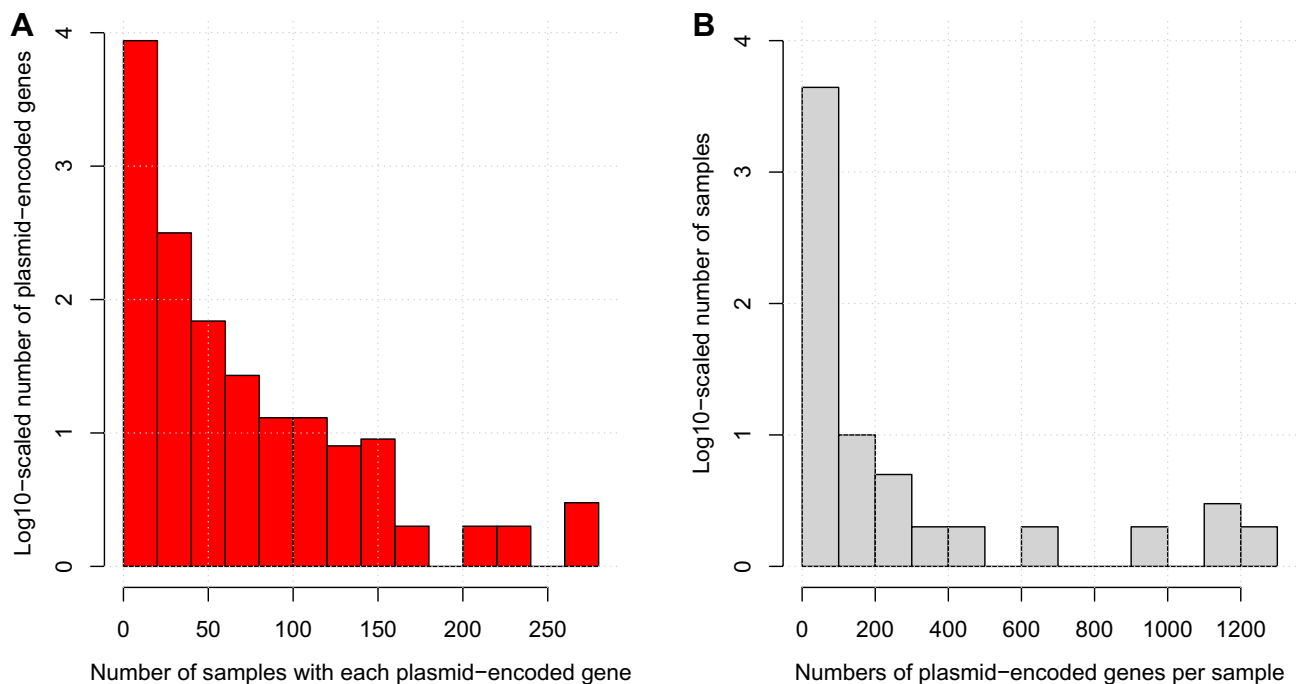 A
Log10−scaled number of plasmid−encoded genes
4
3
2
1
0
0 50 100 150 200 250
Number of samples with each plasmid−encoded gene
B
Log10−scaled number of samples
4
3
2
1
0
0 200 400 600 800 1000 1200
Numbers of plasmid−encoded genes per sample